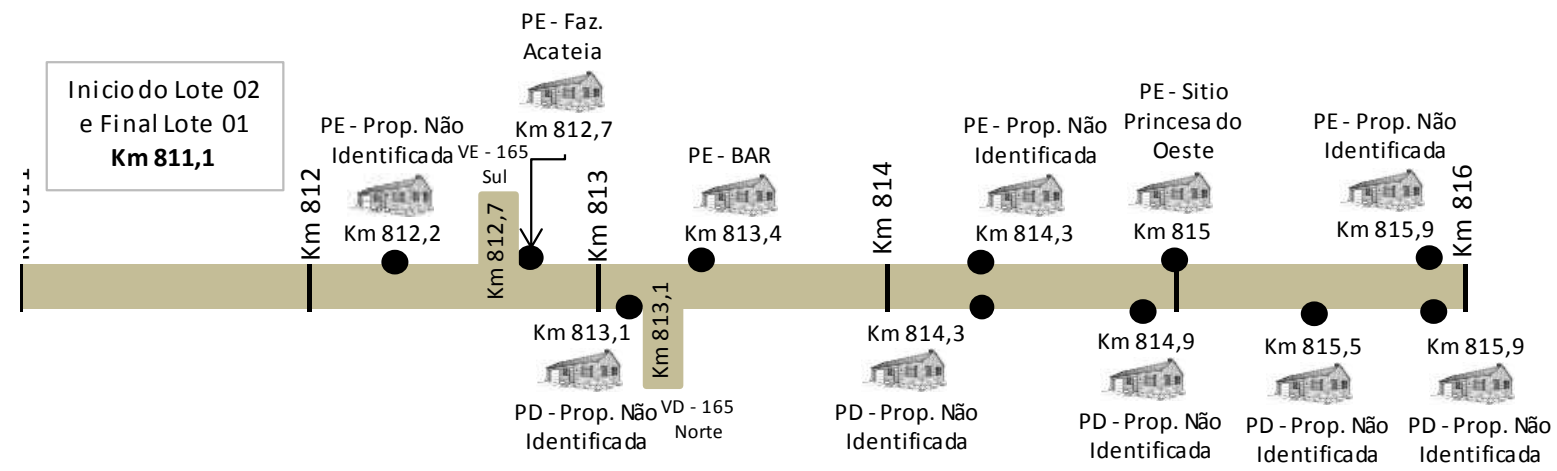 Inicio do Lote 02
e Final Lote 01
Km 811,1
Km 811
Km 812
PE - Prop. Não
Identificada
Km 812,2
VE - 165
Sul
Km 812,7
PE - Faz.
Acateia
Km 812,7
Km 813
PE - BAR
Km 813,4
Km 814
PE - Prop. Não
Identificada
Km 814,3
PE - Sitio
Princesa do
Oeste
Km 815
PE - Prop. Não
Identificada
Km 815,9
Km 816
Km 813,1
PD - Prop. Não
Identificada
Km 813,1
VD - 165
Norte
Km 814,3
PD - Prop. Não
Identificada
Km 814,9
PD - Prop. Não
Identificada
Km 815,5
PD - Prop. Não
Identificada
Km 815,9
PD - Prop. Não
Identificada